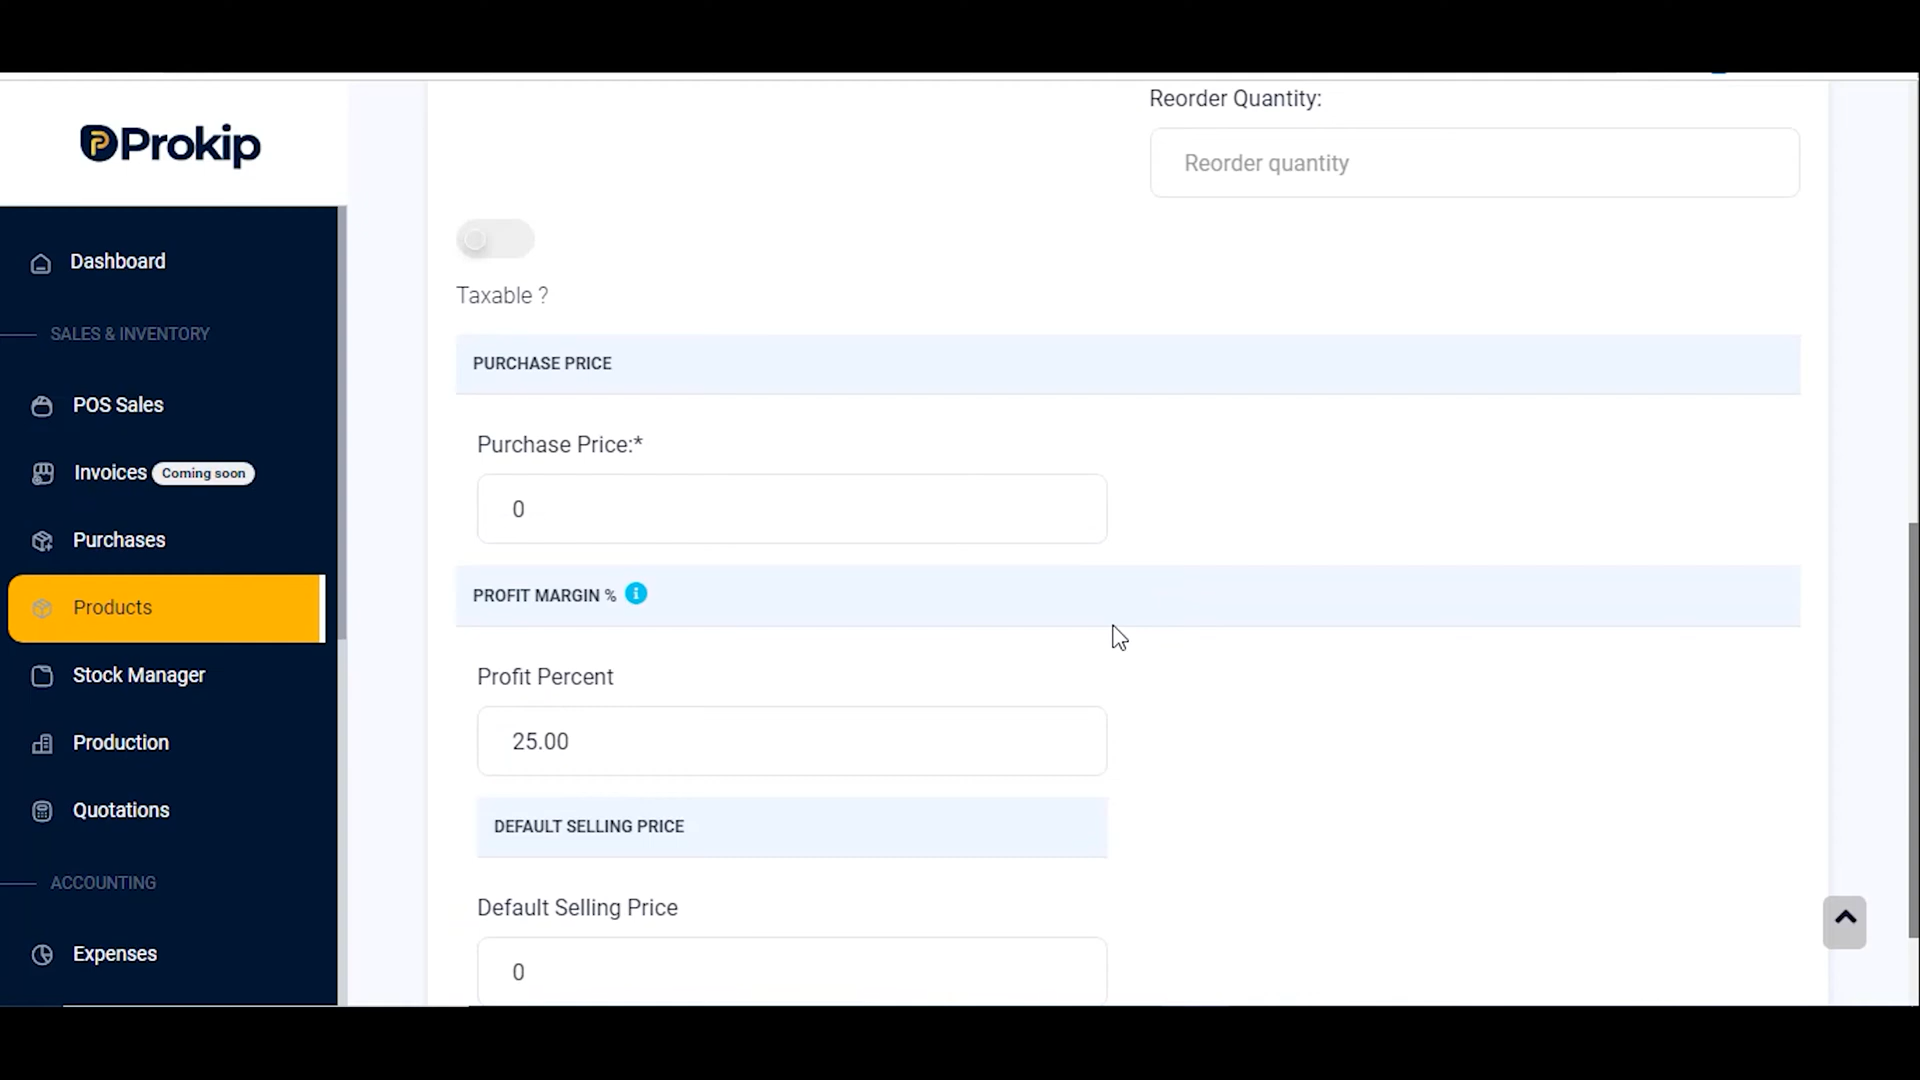 Prokip
Dashboard
SALES & INVENTORY
POS Sales
Invoices Coming soon
Purchases
Products
Stock Manager
Production
Quotations
ACCOUNTING
Expenses
Reorder Quantity:
Reorder quantity
Taxable ?
PURCHASE PRICE
Purchase Price:*
0
PROFIT MARGIN %
Profit Percent
25.00
DEFAULT SELLING PRICE
Default Selling Price
0